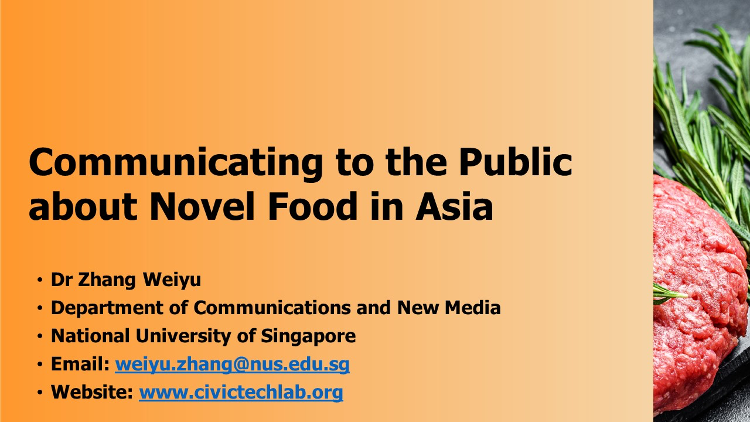 Communicating to the Public
about Novel Food in Asia
• Dr Zhang Weiyu
• Department of Communications and New Media
• National University of Singapore
• Email: weiyu.zhang@nus.edu.sg
• Website: www.civictechlab.org